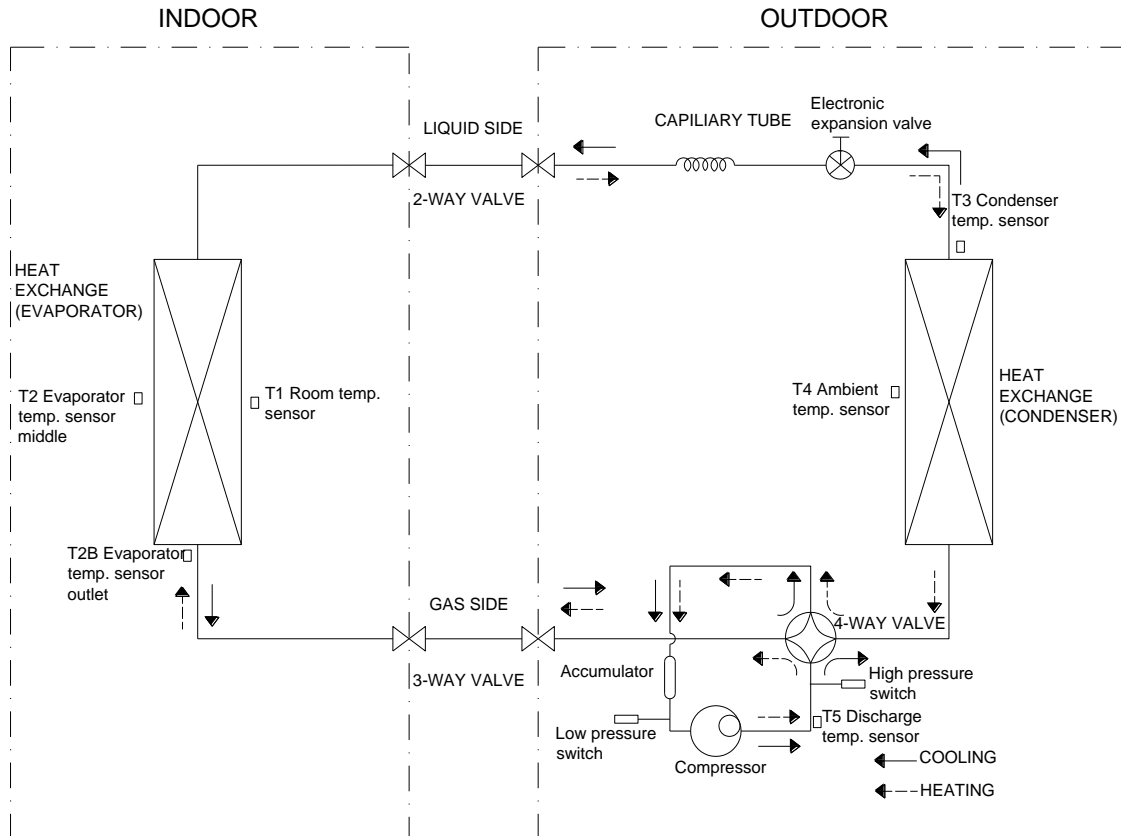 INDOOR
OUTDOOR
LIQUID SIDE
2-WAY VALVE
CAPILIARY TUBE
Electronic
expansion valve
T3 Condenser
temp. sensor
HEAT
EXCHANGE
(EVAPORATOR)
T2 Evaporator
temp. sensor
middle
T1 Room temp.
sensor
T4 Ambient
temp. sensor
HEAT
EXCHANGE
(CONDENSER)
T2B Evaporator
temp. sensor
outlet
GAS SIDE
3-WAY VALVE
4-WAY VALVE
Accumulator
High pressure
switch
Low pressure
switch
T5 Discharge
temp. sensor
Compressor
COOLING
HEATING